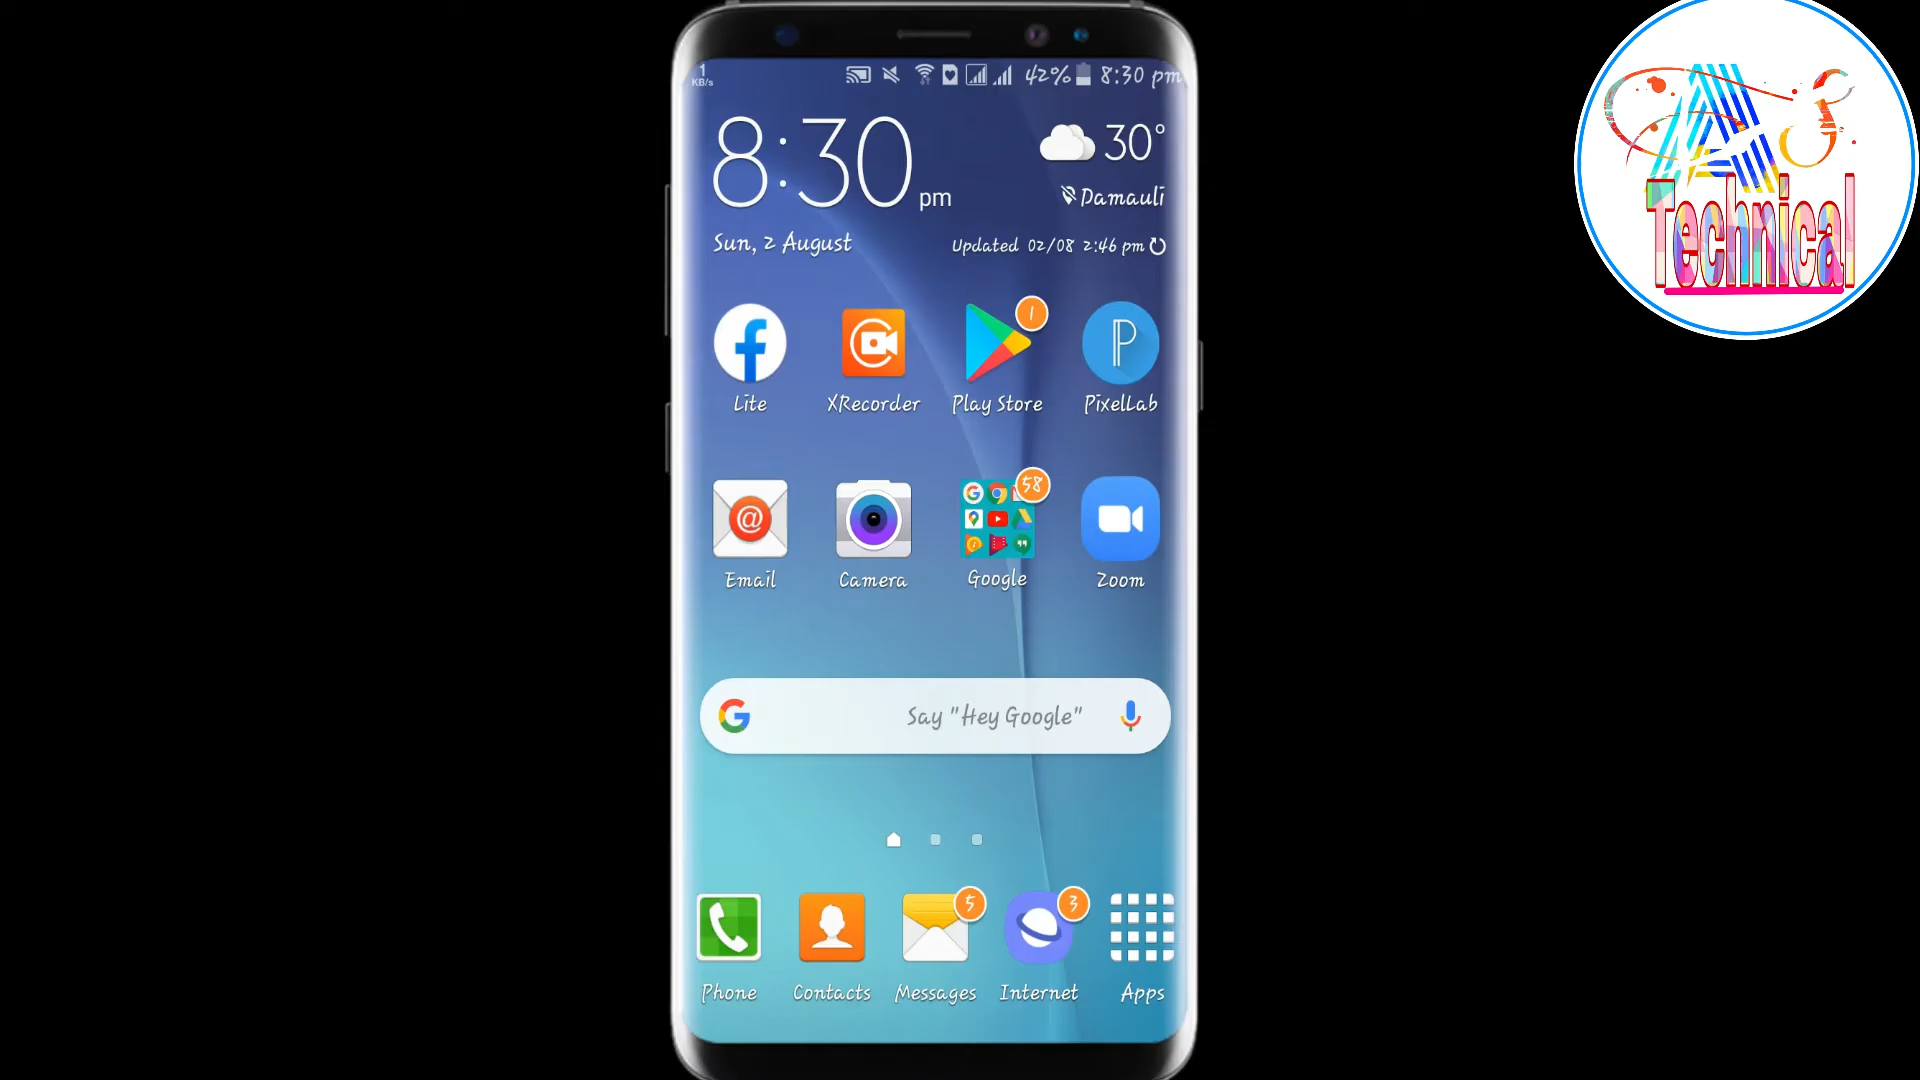 1
KB/s
42% 8:30 pm
8:30 pm
30°
Damauli
Sun, 2 August
Updated 02/08 2:46 pm
Technical
1
Lite
XRecorder
Play Store
PixelLab
58
Email
Camera
Google
Zoom
Say "Hey Google"
5
3
Phone
Contacts
Messages
Internet
Apps